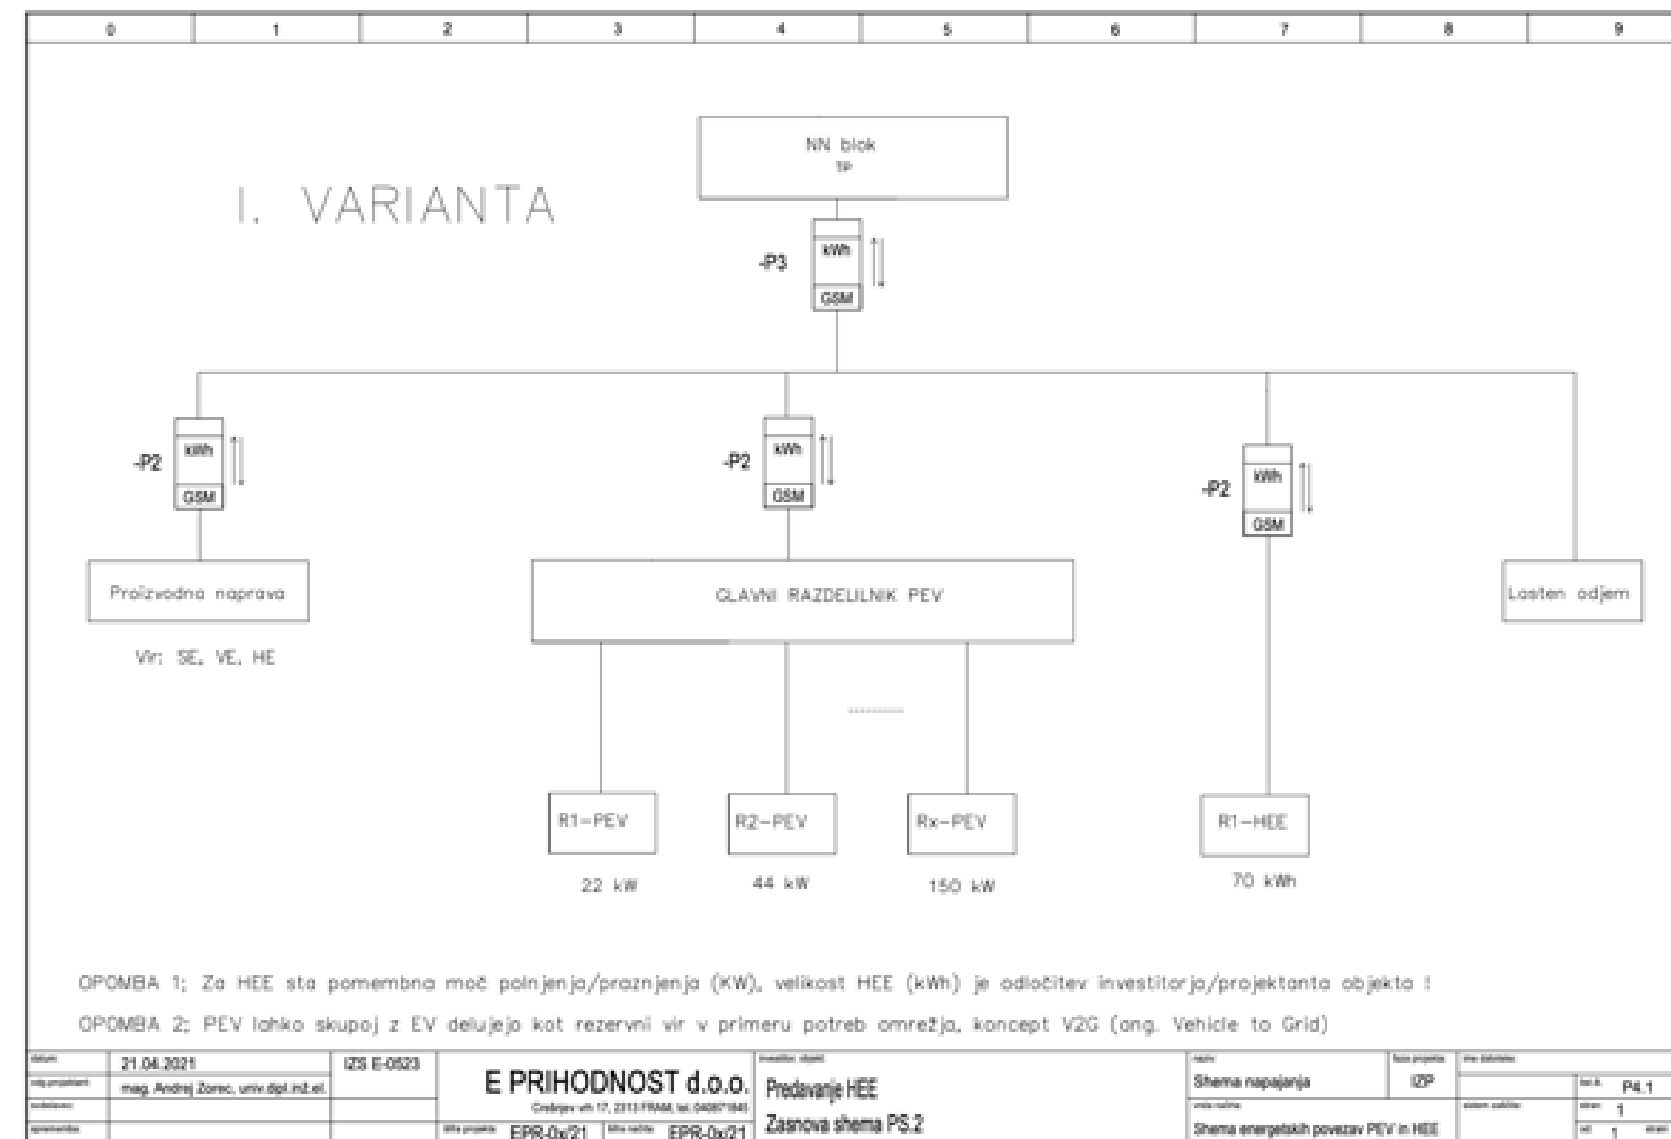 0 1 2 3 4 5 6 7 8 9
NN blok
TP
I. VARIANTA
-P3
kWh
GSM
-P2
kWh
GSM
-P2
kWh
GSM
-P2
kWh
GSM
Proizvodna naprava
GLAVNI RAZDELILNIK PEV
Lasten odjem
Vir: SE, VE, HE
R1-PEV
R2-PEV
Rx-PEV
R1-HEE
22 kW
44 kW
150 kW
70 kWh
OPOMBA 1: Za HEE sta pomembna moč polnjenja/praznjenja (KW), velikost HEE (kWh) je odločitev investitorja/projektanta objekta !
OPOMBA 2: PEV lahko skupaj z EV delujejo kot rezervni vir v primeru potreb omrežja, koncept V2G (ang. Vehicle to Grid)
datum: 21.04.2021 IZS E-0523
mag. Andrej Zorec, univ.dipl.inž.el.
E PRIHODNOST d.o.o.
EPR-0x/21 EPR-0x/21
Predavanje HEE
Zasnova shema PS.2
Shema napajanja
IZP
P4.1
1
Shema energetskih povezav PEV in HEE
1